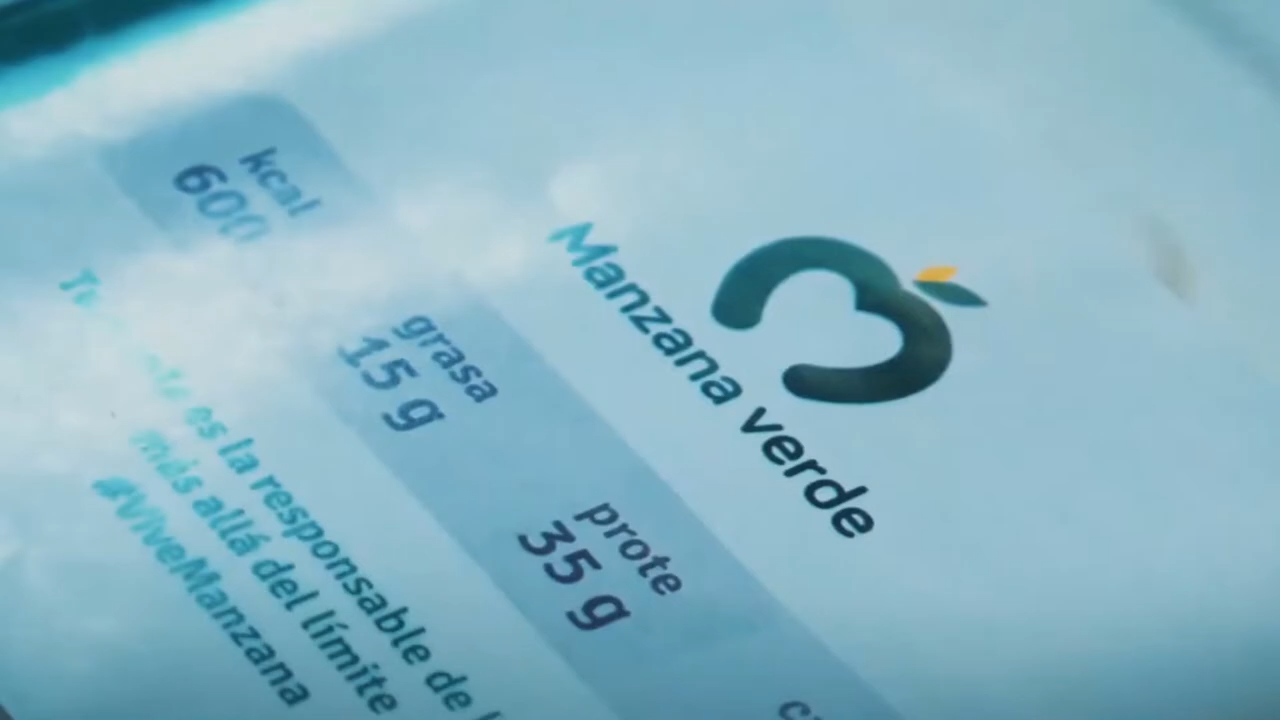 Manzana verde
kcal
600
grasa
15 g
prote
35 g
es la responsable de
más allá del límite
#ViveManzana